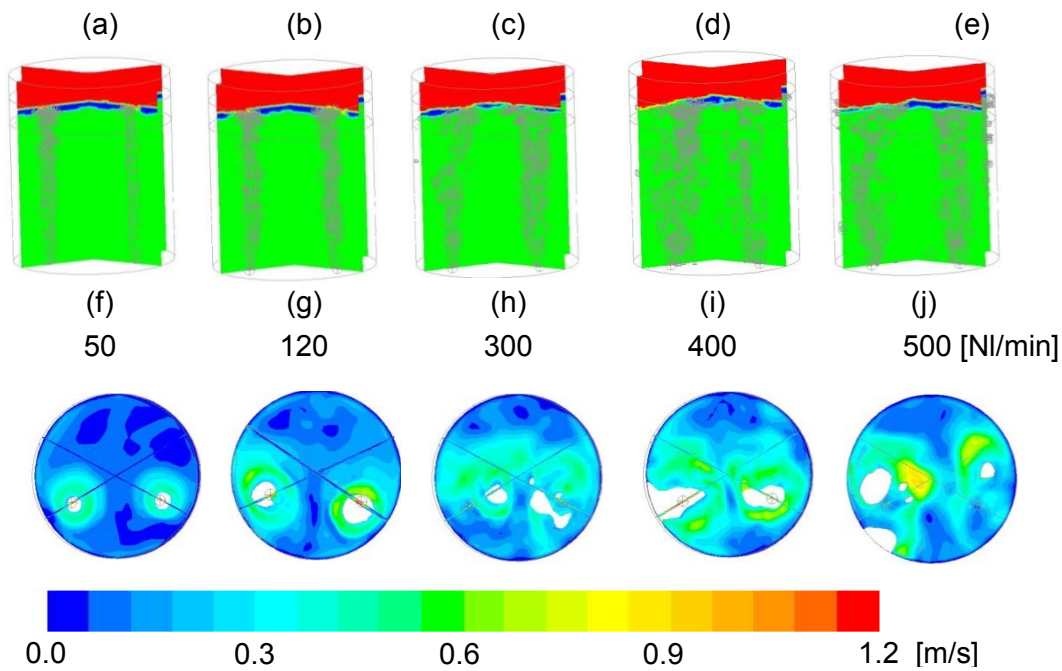 (a) (b) (c) (d) (e)
(f) (g) (h) (i) (j)
50 120 300 400 500 [Nl/min]
0.0 0.3 0.6 0.9 1.2 [m/s]